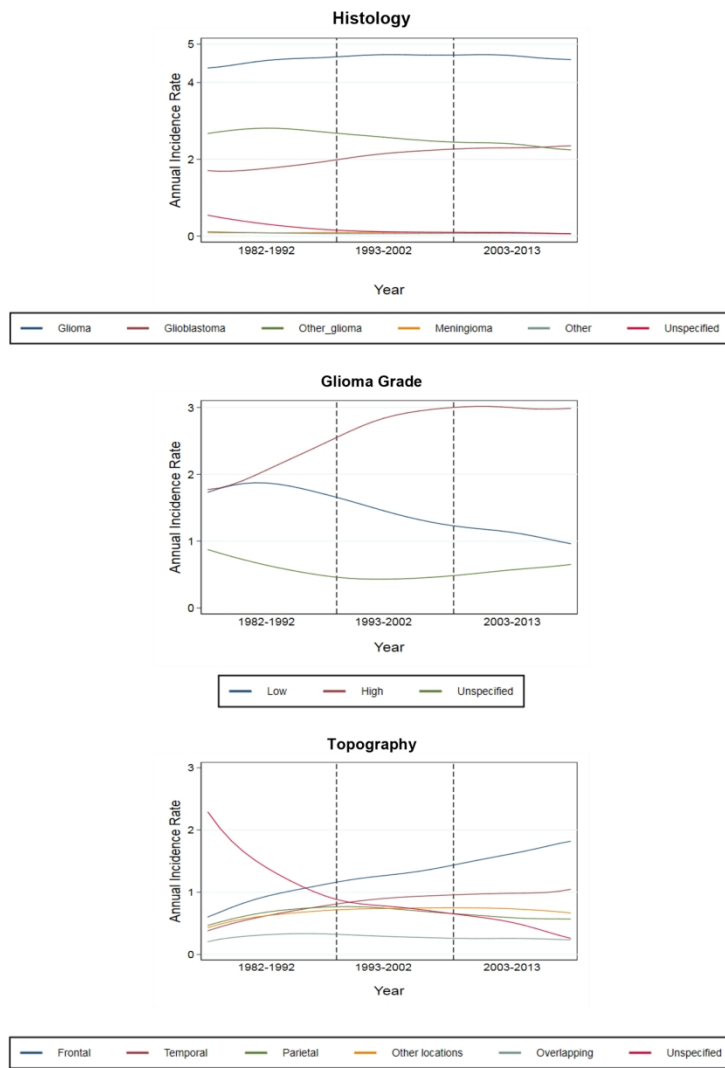 Histology
5
4
2
0
Annual Incidence Rate
1982-1992 1993-2002 2003-2013
Year
Glioma Glioblastoma Other_glioma Meningioma Other Unspecified
Glioma Grade
3
2
1
0
Annual Incidence Rate
1982-1992 1993-2002 2003-2013
Year
Low High Unspecified
Topography
3
2
1
0
Annual Incidence Rate
1982-1992 1993-2002 2003-2013
Year
Frontal Temporal Parietal Other locations Overlapping Unspecified